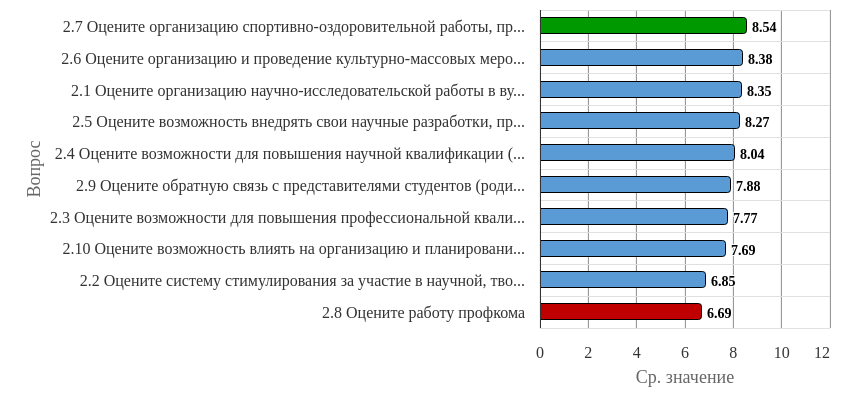 2.7 Оцените организацию спортивно-оздоровительной работы, пр... 8.54
2.6 Оцените организацию и проведение культурно-массовых меро... 8.38
2.1 Оцените организацию научно-исследовательской работы в ву... 8.35
2.5 Оцените возможность внедрять свои научные разработки, пр... 8.27
2.4 Оцените возможности для повышения научной квалификации (... 8.04
2.9 Оцените обратную связь с представителями студентов (роди... 7.88
2.3 Оцените возможности для повышения профессиональной квали... 7.77
2.10 Оцените возможность влиять на организацию и планировани... 7.69
2.2 Оцените систему стимулирования за участие в научной, тво... 6.85
2.8 Оцените работу профкома 6.69
Вопрос
0 2 4 6 8 10 12
Ср. значение